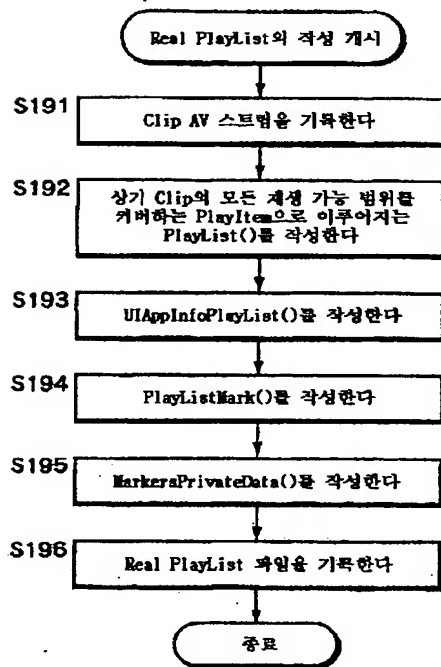 Real PlayList의 작성 개시
S191
Clip AV 스트림을 기록한다
S192
상기 Clip의 모든 재생 가능 범위를
커버하는 PlayItem으로 이루어지는
PlayList()를 작성한다
S193
UIAppInfoPlayList()를 작성한다
S194
PlayListMark()를 작성한다
S195
MakersPrivateData()를 작성한다
S196
Real PlayList 파일을 기록한다
종료